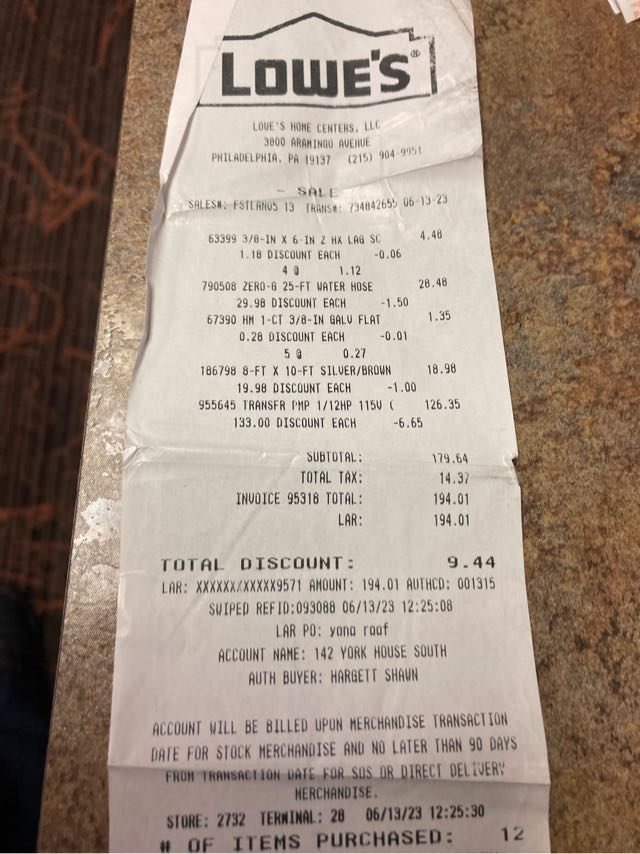 LOWE'S®
LOWE'S HOME CENTERS, LLC
3800 ARAMINGO AVENUE
PHILADELPHIA, PA 19137 (215) 904-9951
- SALE
SALES#: FSTLANU5 13 TRANS#: 734842655 06-13-23
63399 3/8-IN X 6-IN Z HX LAG SC 4.48
1.18 DISCOUNT EACH -0.06
4 @ 1.12
790508 ZERO-G 25-FT WATER HOSE 28.48
29.98 DISCOUNT EACH -1.50
67390 HM 1-CT 3/8-IN GALV FLAT 1.35
0.28 DISCOUNT EACH -0.01
5 @ 0.27
186798 8-FT X 10-FT SILVER/BROWN 18.98
19.98 DISCOUNT EACH -1.00
955645 TRANSFR PMP 1/12HP 115V ( 126.35
133.00 DISCOUNT EACH -6.65
SUBTOTAL: 179.64
TOTAL TAX: 14.37
INVOICE 95318 TOTAL: 194.01
LAR: 194.01
TOTAL DISCOUNT: 9.44
LAR: XXXXXX/XXXXX9571 AMOUNT: 194.01 AUTHCD: 001315
SWIPED REFID:093088 06/13/23 12:25:08
LAR PO: yana roof
ACCOUNT NAME: 142 YORK HOUSE SOUTH
AUTH BUYER: HARGETT SHAWN
ACCOUNT WILL BE BILLED UPON MERCHANDISE TRANSACTION
DATE FOR STOCK MERCHANDISE AND NO LATER THAN 90 DAYS
FROM TRANSACTION DATE FOR SOS OR DIRECT DELIVERY
MERCHANDISE.
STORE: 2732 TERMINAL: 28 06/13/23 12:25:30
# OF ITEMS PURCHASED: 12